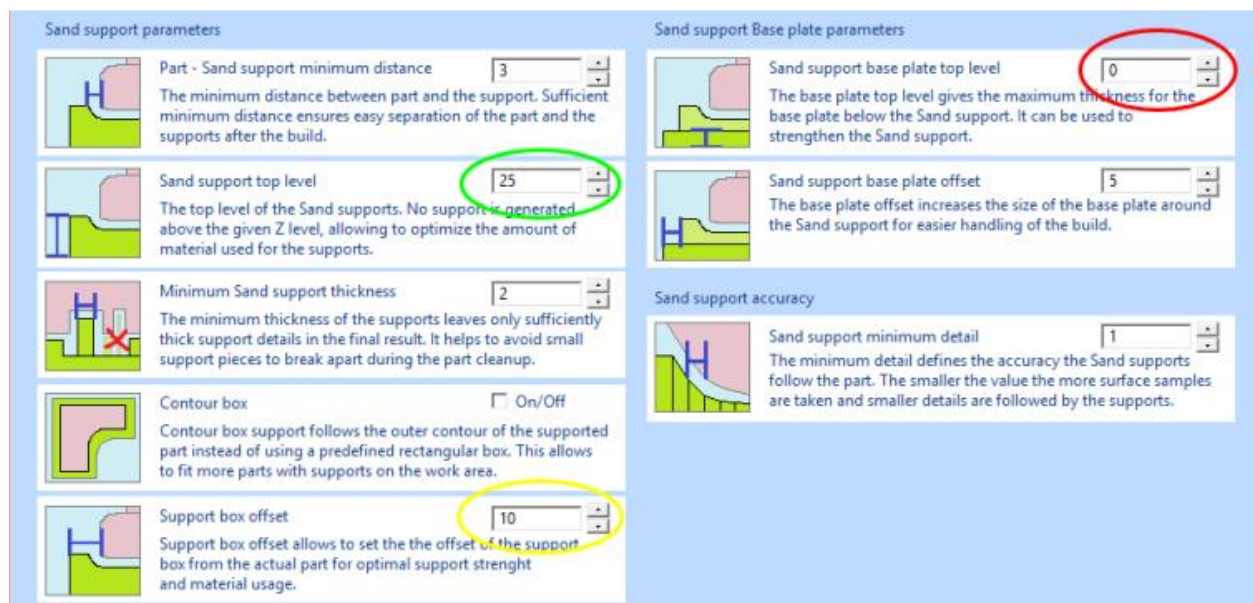 Sand support parameters
Part - Sand support minimum distance 3
The minimum distance between part and the support. Sufficient
minimum distance ensures easy separation of the part and the
supports after the build.
Sand support top level 25
The top level of the Sand supports. No support is generated
above the given Z level, allowing to optimize the amount of
material used for the supports.
Minimum Sand support thickness 2
The minimum thickness of the supports leaves only sufficiently
thick support details in the final result. It helps to avoid small
support pieces to break apart during the part cleanup.
Contour box On/Off
Contour box support follows the outer contour of the supported
part instead of using a predefined rectangular box. This allows
to fit more parts with supports on the work area.
Support box offset 10
Support box offset allows to set the the offset of the support
box from the actual part for optimal support strenght
and material usage.
Sand support Base plate parameters
Sand support base plate top level 0
The base plate top level gives the maximum thickness for the
base plate below the Sand support. It can be used to
strengthen the Sand support.
Sand support base plate offset 5
The base plate offset increases the size of the base plate around
the Sand support for easier handling of the build.
Sand support accuracy
Sand support minimum detail 1
The minimum detail defines the accuracy the Sand supports
follow the part. The smaller the value the more surface samples
are taken and smaller details are followed by the supports.